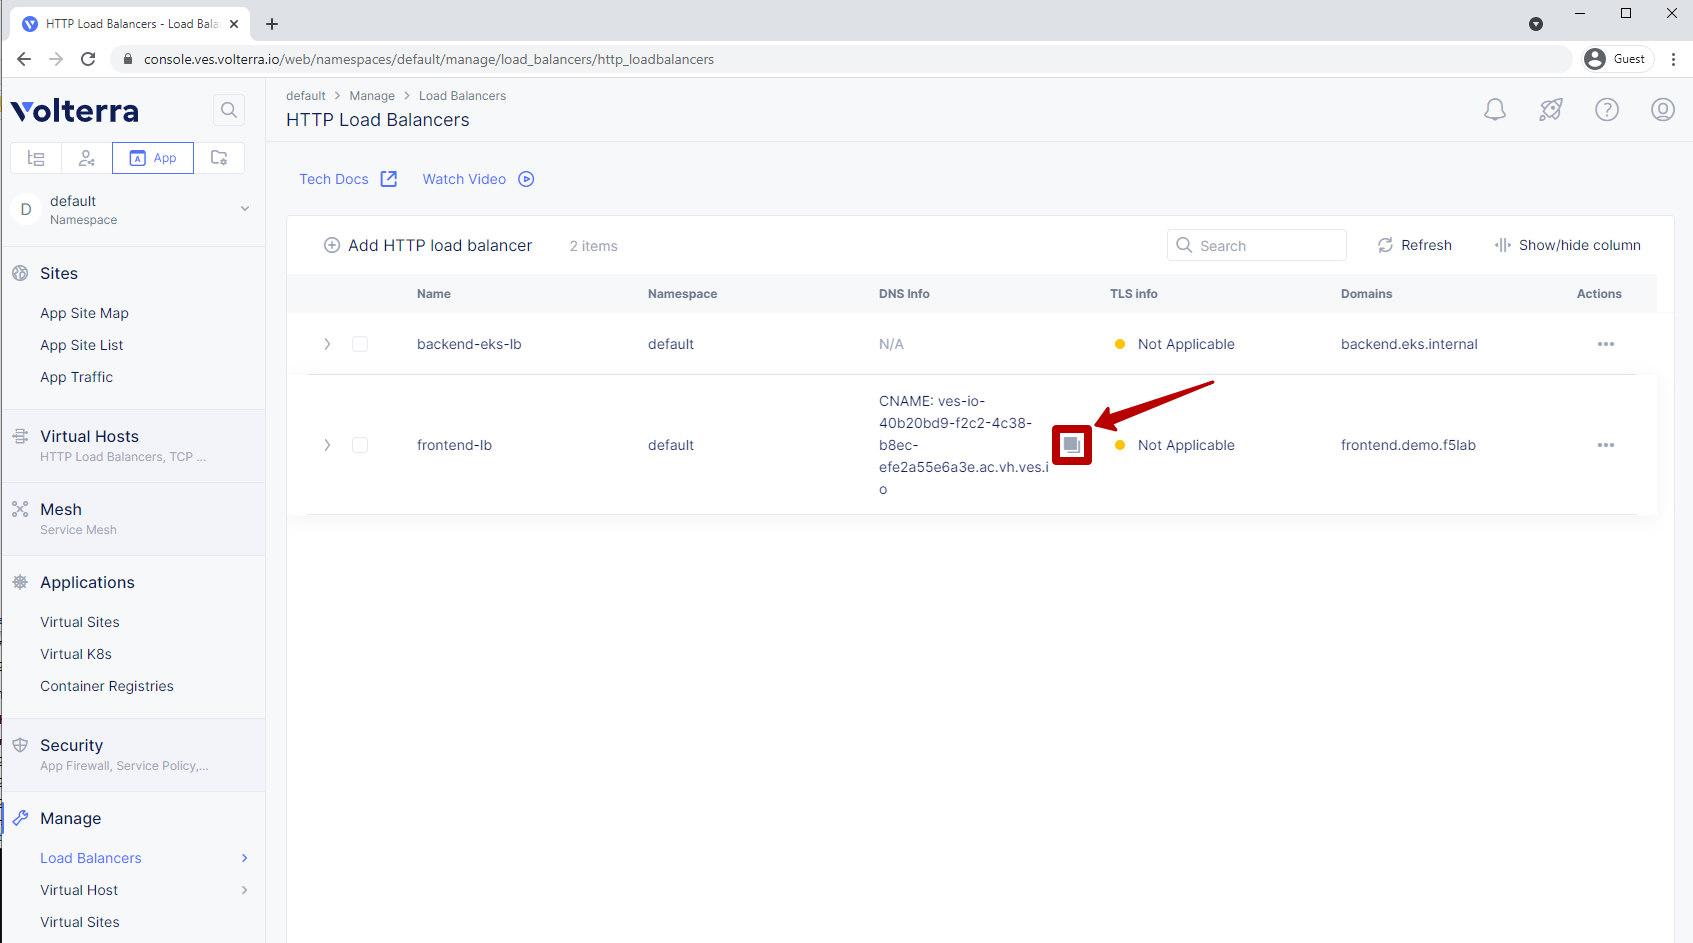 HTTP Load Balancers - Load Bala
console.ves.volterra.io/web/namespaces/default/manage/load_balancers/http_loadbalancers
Guest
Volterra
App
D
default
Namespace
Sites
App Site Map
App Site List
App Traffic
Virtual Hosts
HTTP Load Balancers, TCP ...
Mesh
Service Mesh
Applications
Virtual Sites
Virtual K8s
Container Registries
Security
App Firewall, Service Policy,...
Manage
Load Balancers
Virtual Host
Virtual Sites
default > Manage > Load Balancers
HTTP Load Balancers
Tech Docs
Watch Video
Add HTTP load balancer
2 items
Search
Refresh
Show/hide column
Name Namespace DNS Info TLS info Domains Actions
backend-eks-lb default N/A Not Applicable backend.eks.internal
CNAME: ves-io-
40b20bd9-f2c2-4c38-
frontend-lb default b8ec- Not Applicable frontend.demo.f5lab
efe2a55e6a3e.ac.vh.ves.i
o